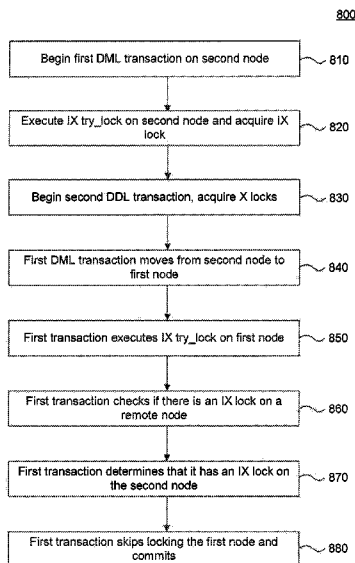 800
Begin first DML transaction on second node
810
Execute IX try_lock on second node and acquire IX
lock
820
Begin second DDL transaction, acquire X locks
830
First DML transaction moves from second node to
first node
840
First transaction executes IX try_lock on first node
850
First transaction checks if there is an IX lock on a
remote node
860
First transaction determines that it has an IX lock on
the second node
870
First transaction skips locking the first node and
commits
880